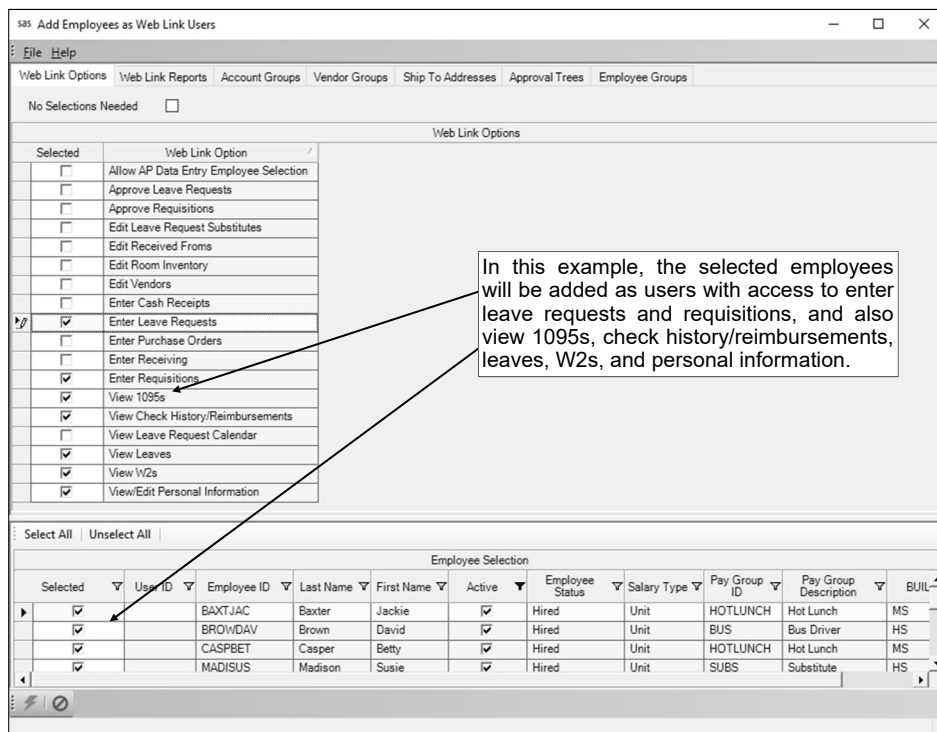 sas Add Employees as Web Link Users
File Help
Web Link Options Web Link Reports Account Groups Vendor Groups Ship To Addresses Approval Trees Employee Groups
No Selections Needed
Web Link Options
Selected Web Link Option
Allow AP Data Entry Employee Selection
Approve Leave Requests
Approve Requisitions
Edit Leave Request Substitutes
Edit Received Froms
Edit Room Inventory
Edit Vendors
Enter Cash Receipts
Enter Leave Requests
Enter Purchase Orders
Enter Receiving
Enter Requisitions
View 1095s
View Check History/Reimbursements
View Leave Request Calendar
View Leaves
View W2s
View/Edit Personal Information
In this example, the selected employees
will be added as users with access to enter
leave requests and requisitions, and also
view 1095s, check history/reimbursements,
leaves, W2s, and personal information.
Select All Unselect All
Employee Selection
Selected User ID Employee ID Last Name First Name Active Employee Status Salary Type Pay Group ID Pay Group Description BUIL
BAXTJAC Baxter Jackie Hired Unit HOTLUNCH Hot Lunch MS
BROWDAV Brown David Hired Unit BUS Bus Driver HS
CASPBET Casper Betty Hired Unit HOTLUNCH Hot Lunch MS
MADISUS Madison Susie Hired Unit SUBS Substitute HS